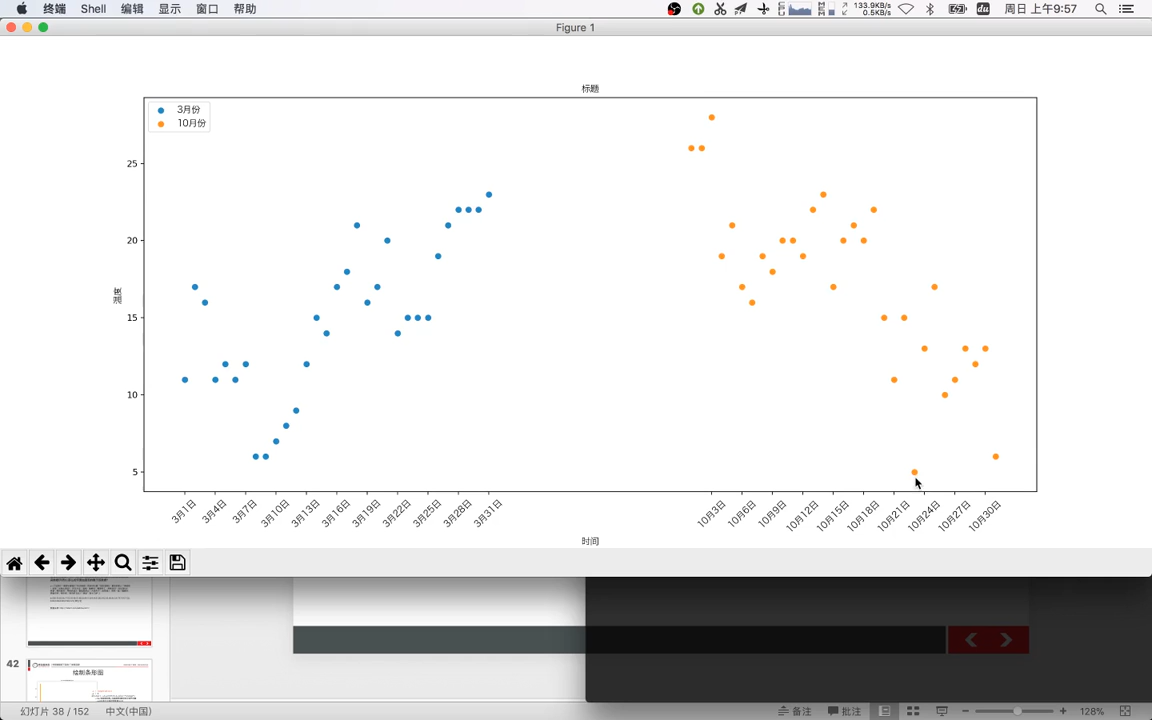 终端 Shell 编辑 显示 窗口 帮助 133.9KB/s 0.5KB/s 周日 上午9:57
Figure 1
标题
3月份
10月份
25
20
15
10
5
温度
3月1日 3月4日 3月7日 3月10日 3月13日 3月16日 3月19日 3月22日 3月25日 3月28日 3月31日 10月3日 10月6日 10月9日 10月12日 10月15日 10月18日 10月21日 10月24日 10月27日 10月30日
时间
42
绘制条形图
幻灯片 38 / 152 中文(中国) 备注 批注 128%